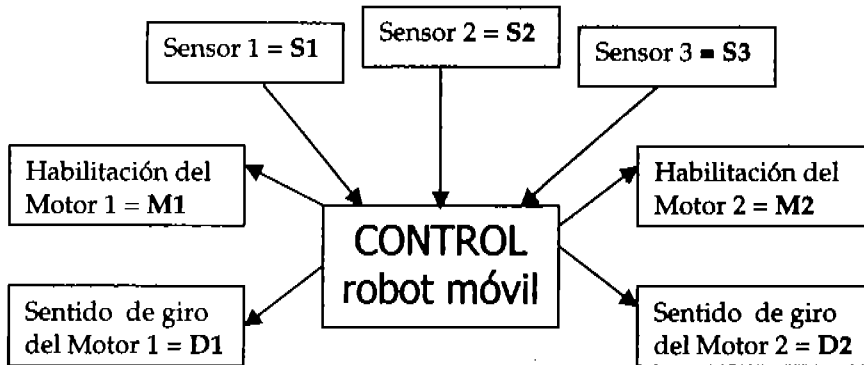 Sensor 1 = S1
Sensor 2 = S2
Sensor 3 = S3
Habilitación del
Motor 1 = M1
Habilitación del
Motor 2 = M2
CONTROL
robot móvil
Sentido de giro
del Motor 1 = D1
Sentido de giro
del Motor 2 = D2